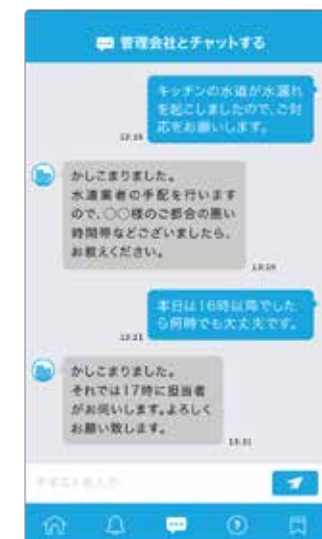 管理会社とチャットする
キッチンの水道が水漏れ
を起こしましたので、ご対
応をお願いします。
かしこまりました。
水道業者の手配を行います
ので、〇〇様のご都合の悪い
時間帯などございましたら、
お教えください。
本日は16時以降でした
ら何時でも大丈夫です。
13:21
かしこまりました。
それでは17時に担当者
がお伺いします。よろしく
お願い致します。